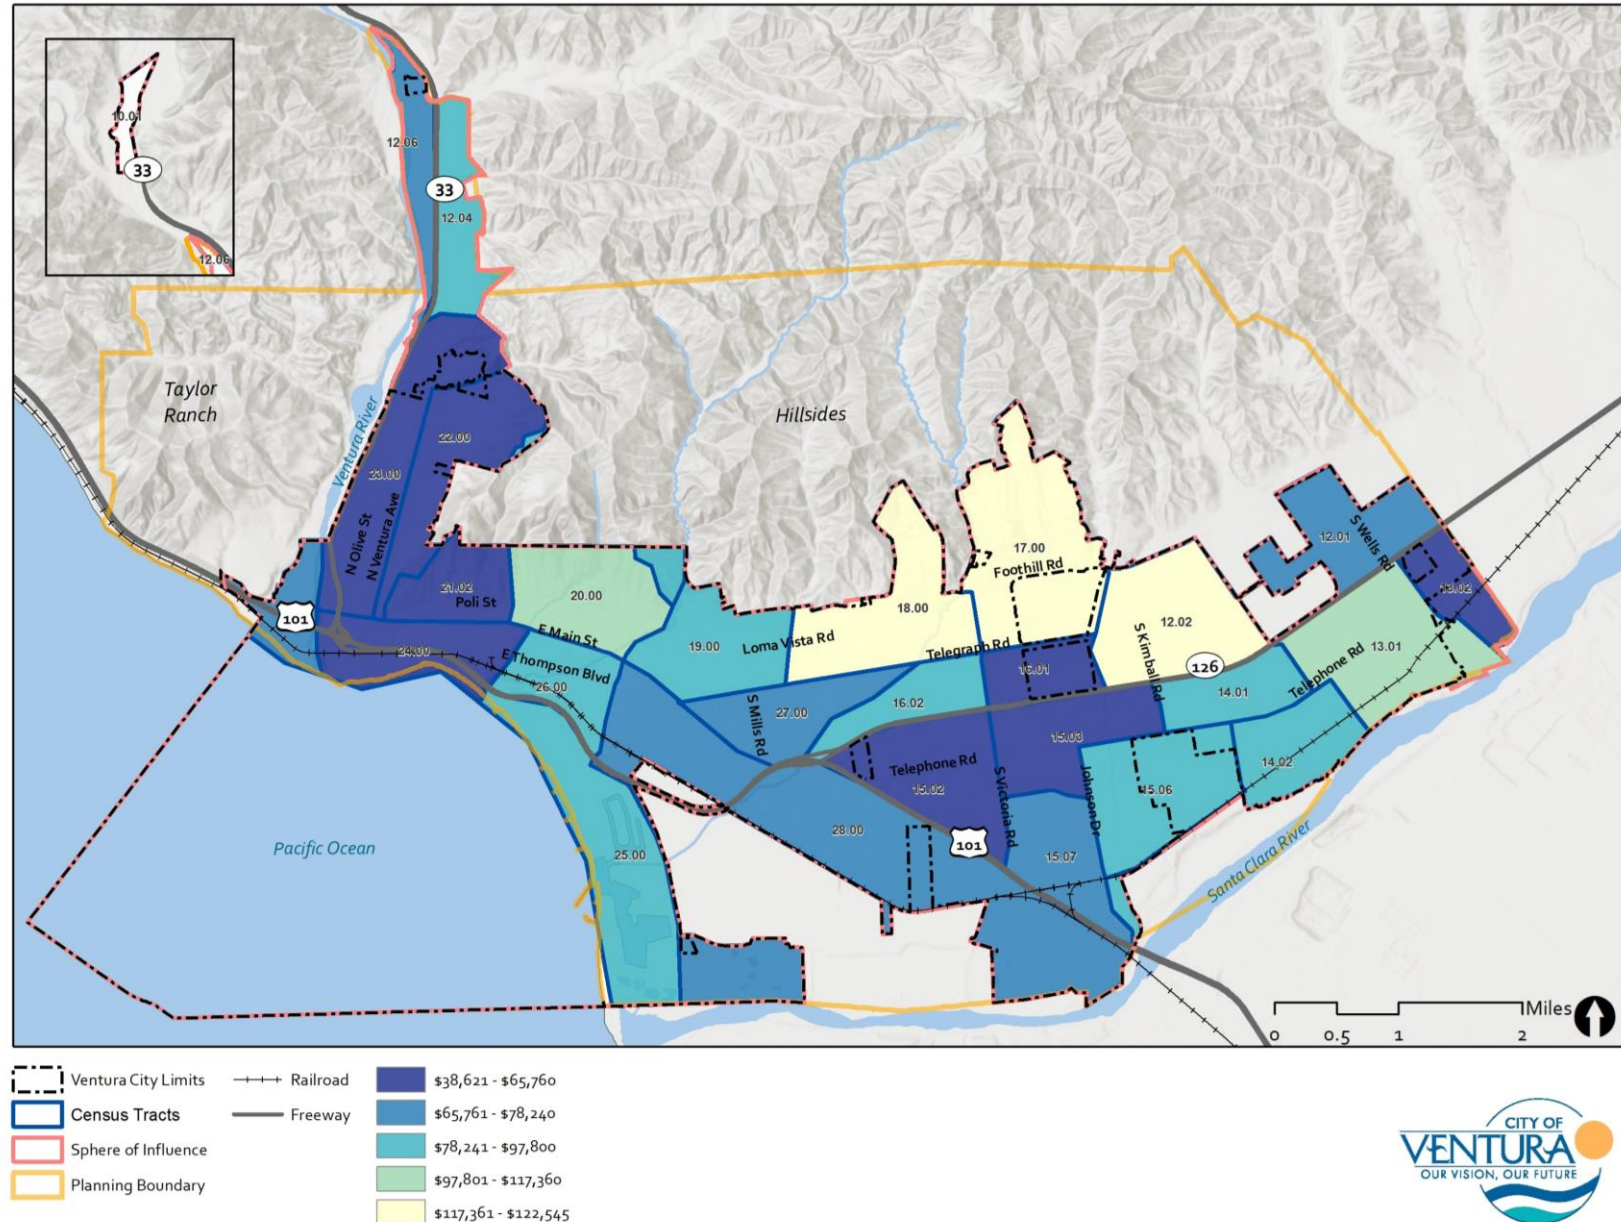 10.01
33
12.06
12.06
33
12.04
Taylor
Ranch
Ventura River
Hillsides
22.00
23.00
N Olive St
N Ventura Ave
21.02
Poli St
20.00
E Main St
101
24.00
E Thompson Blvd
26.00
19.00
Loma Vista Rd
18.00
17.00
Foothill Rd
Telegraph Rd
16.01
12.02
S Kimball Rd
126
12.01
S Wells Rd
13.02
13.01
Telephone Rd
14.01
16.02
27.00
S Mills Rd
15.03
Telephone Rd
15.02
S Victoria Rd
Johnson Dr
15.06
14.02
28.00
101
15.07
25.00
Pacific Ocean
Santa Clara River
Miles
0 0.5 1 2
Ventura City Limits
Census Tracts
Sphere of Influence
Planning Boundary
Railroad
Freeway
$38,621 - $65,760
$65,761 - $78,240
$78,241 - $97,800
$97,801 - $117,360
$117,361 - $122,545
CITY OF
VENTURA
OUR VISION, OUR FUTURE